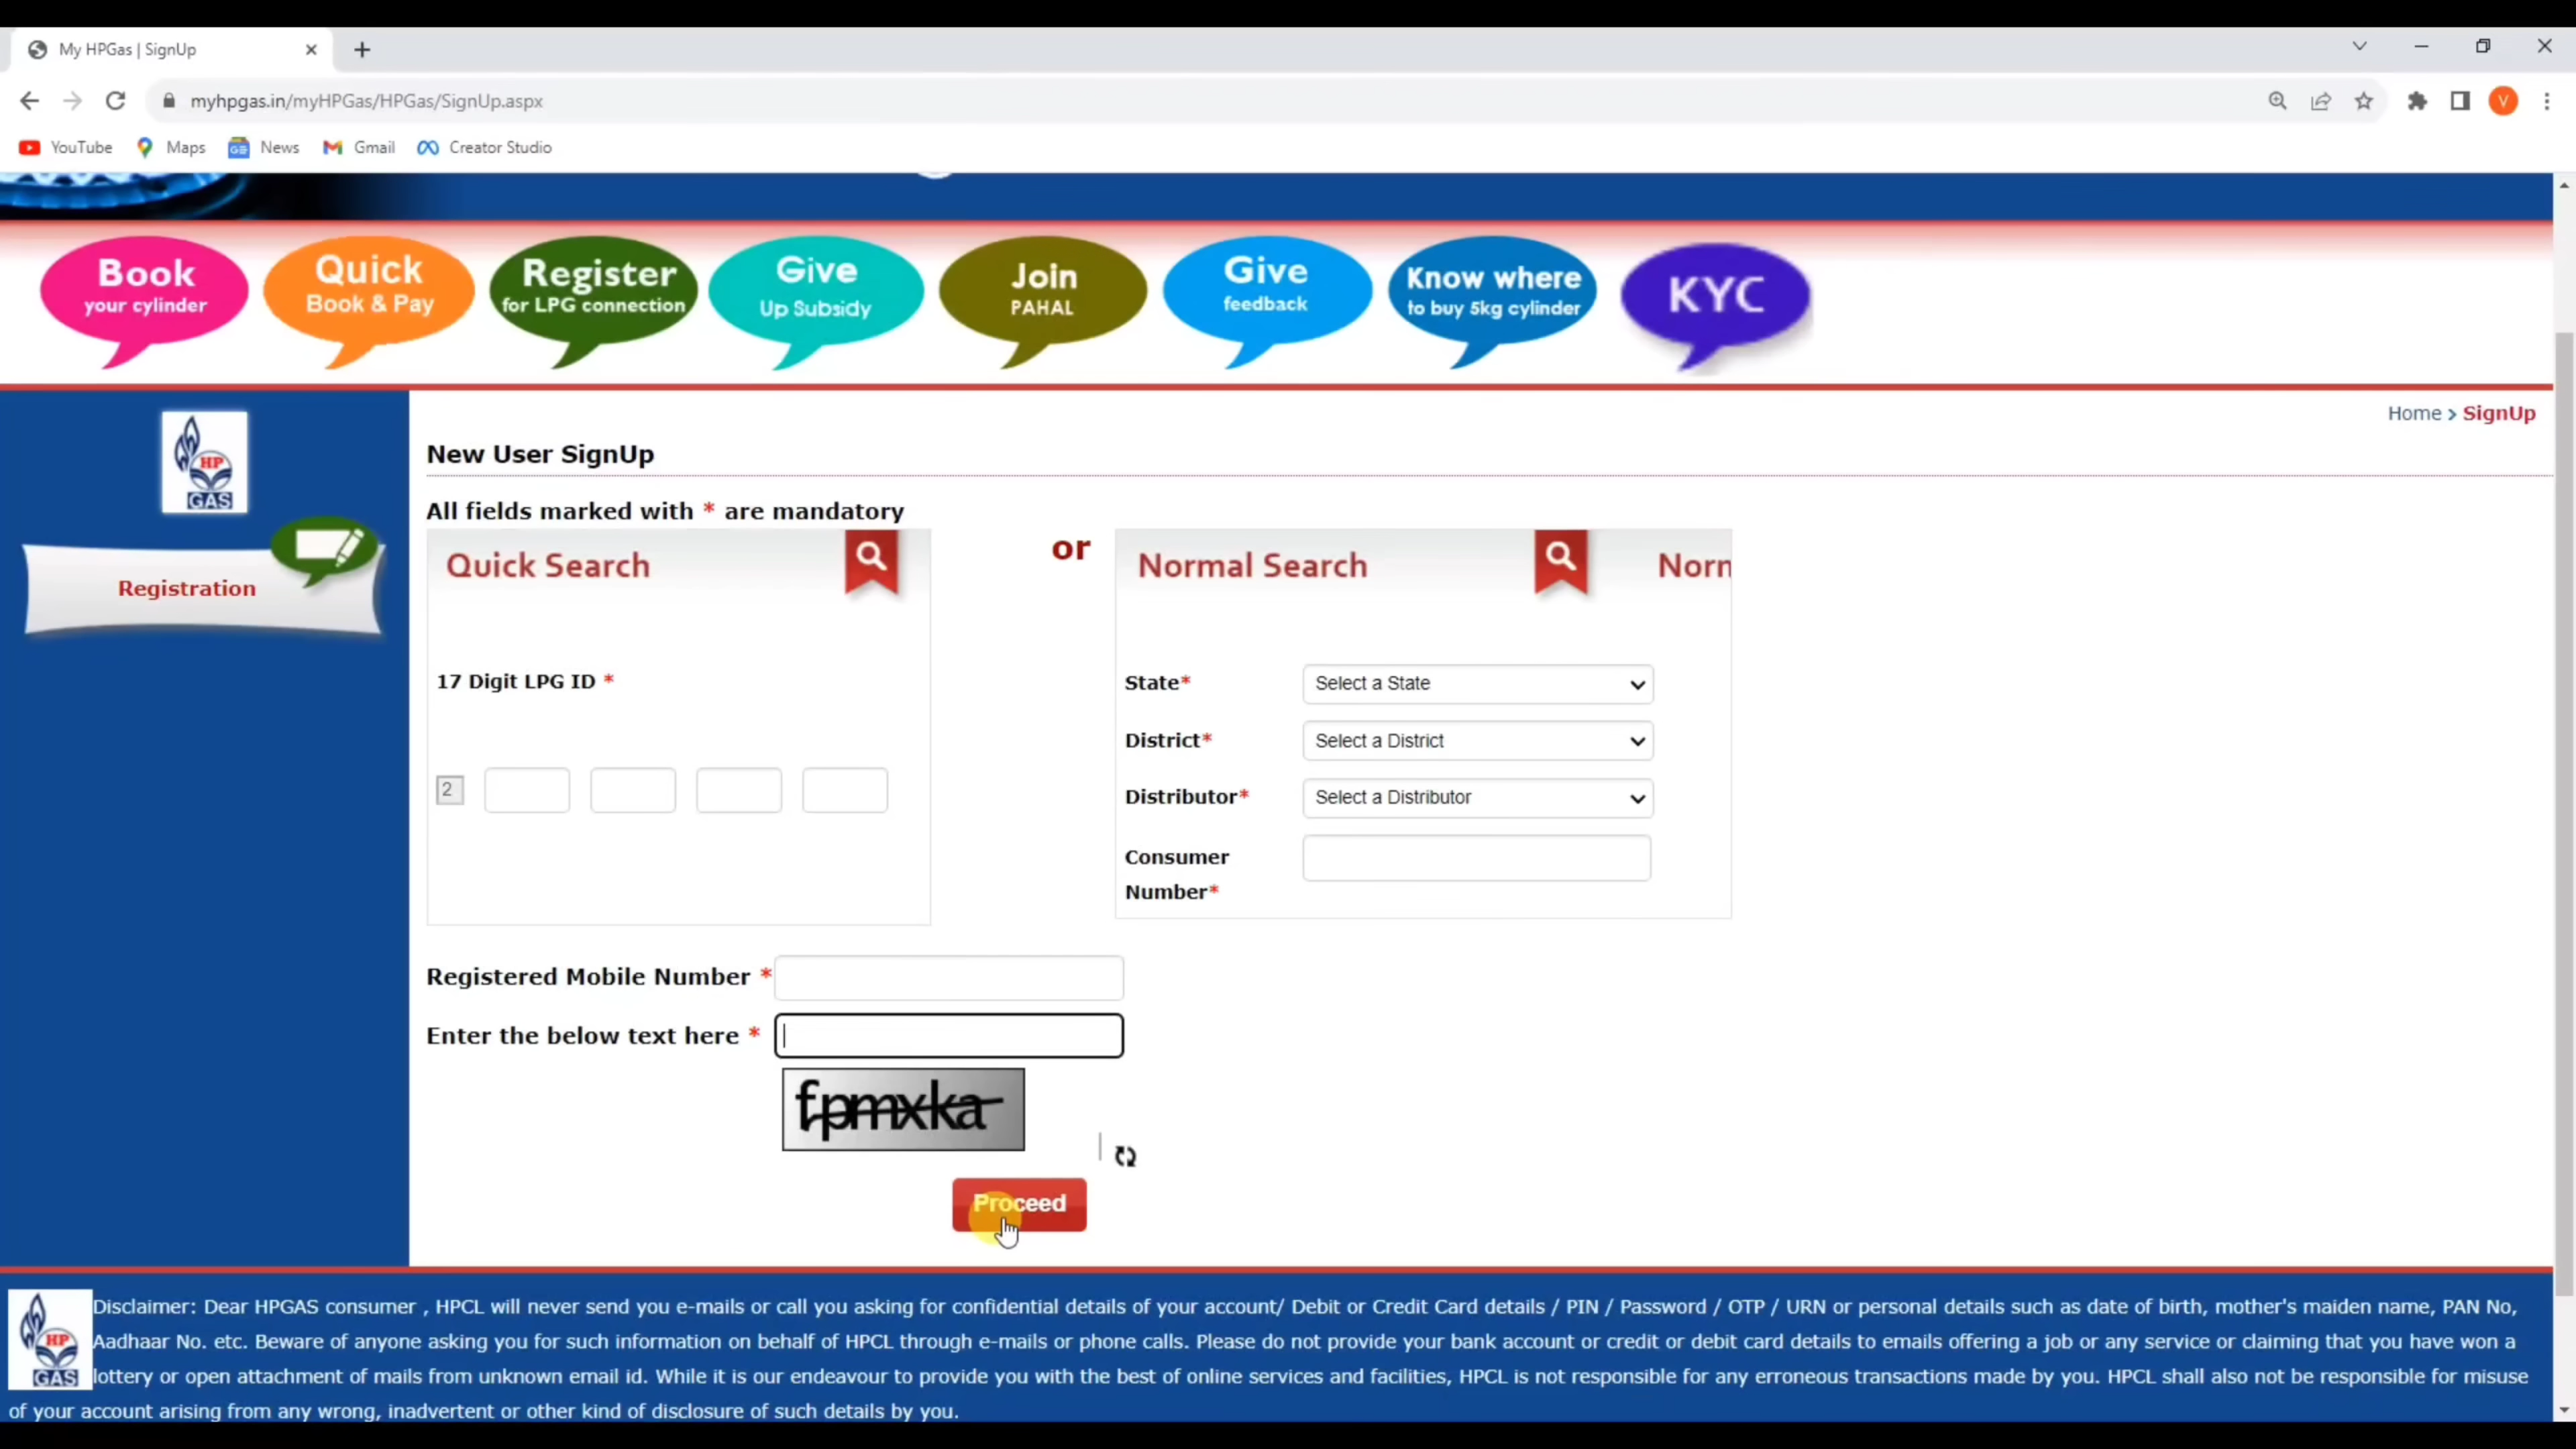 My HPGas | SignUp
myhpgas.in/myHPGas/HPGas/SignUp.aspx
V
YouTube Maps News Gmail Creator Studio
Book
your cylinder
Quick
Book & Pay
Register
for LPG connection
Give
Up Subsidy
Join
PAHAL
Give
feedback
Know where
to buy 5kg cylinder
KYC
Home > SignUp
HP
GAS
Registration
New User SignUp
All fields marked with * are mandatory
Quick Search
or
Normal Search
Norn
17 Digit LPG ID *
2
State*
Select a State
District*
Select a District
Distributor*
Select a Distributor
Consumer
Number*
Registered Mobile Number *
Enter the below text here *
fpmxka
Proceed
HP
GAS
Disclaimer: Dear HPGAS consumer , HPCL will never send you e-mails or call you asking for confidential details of your account/ Debit or Credit Card details / PIN / Password / OTP / URN or personal details such as date of birth, mother's maiden name, PAN No,
Aadhaar No. etc. Beware of anyone asking you for such information on behalf of HPCL through e-mails or phone calls. Please do not provide your bank account or credit or debit card details to emails offering a job or any service or claiming that you have won a
lottery or open attachment of mails from unknown email id. While it is our endeavour to provide you with the best of online services and facilities, HPCL is not responsible for any erroneous transactions made by you. HPCL shall also not be responsible for misuse
of your account arising from any wrong, inadvertent or other kind of disclosure of such details by you.